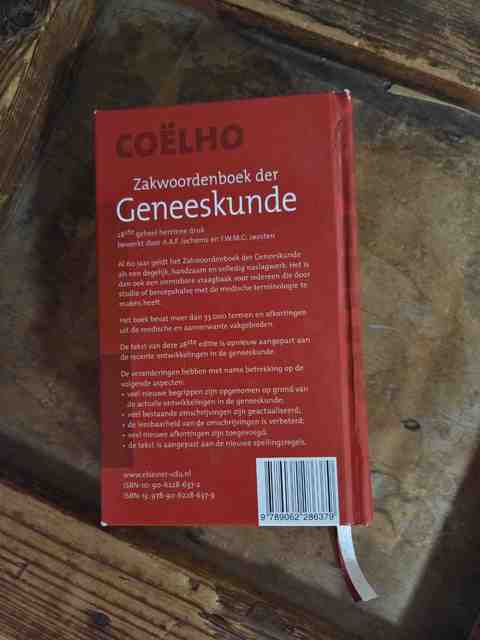 COËLHO
Zakwoordenboek der
Geneeskunde
28ste geheel herziene druk
bewerkt door A.A.F. Jochems en F.W.M.G. Joosten
Al 60 jaar geldt het Zakwoordenboek der Geneeskunde
als een degelijk, handzaam en volledig naslagwerk. Het is
dan ook een onmisbare vraagbaak voor iedereen die door
studie of beroepshalve met de medische terminologie te
maken heeft.
Het boek bevat meer dan 33 000 termen en afkortingen
uit de medische en aanverwante vakgebieden.
De tekst van deze 28ste editie is opnieuw aangepast aan
de recente ontwikkelingen in de geneeskunde.
De veranderingen hebben met name betrekking op de
volgende aspecten:
• veel nieuwe begrippen zijn opgenomen op grond van
de actuele ontwikkelingen in de geneeskunde;
• veel bestaande omschrijvingen zijn geactualiseerd;
• de leesbaarheid van de omschrijvingen is verbeterd;
• veel nieuwe afkortingen zijn toegevoegd;
• de tekst is aangepast aan de nieuwe spellingsregels.
www.elsevier-vdu.nl
ISBN-10: 90-6228-637-2
ISBN-13: 978-90-6228-637-9
9 789062 286379